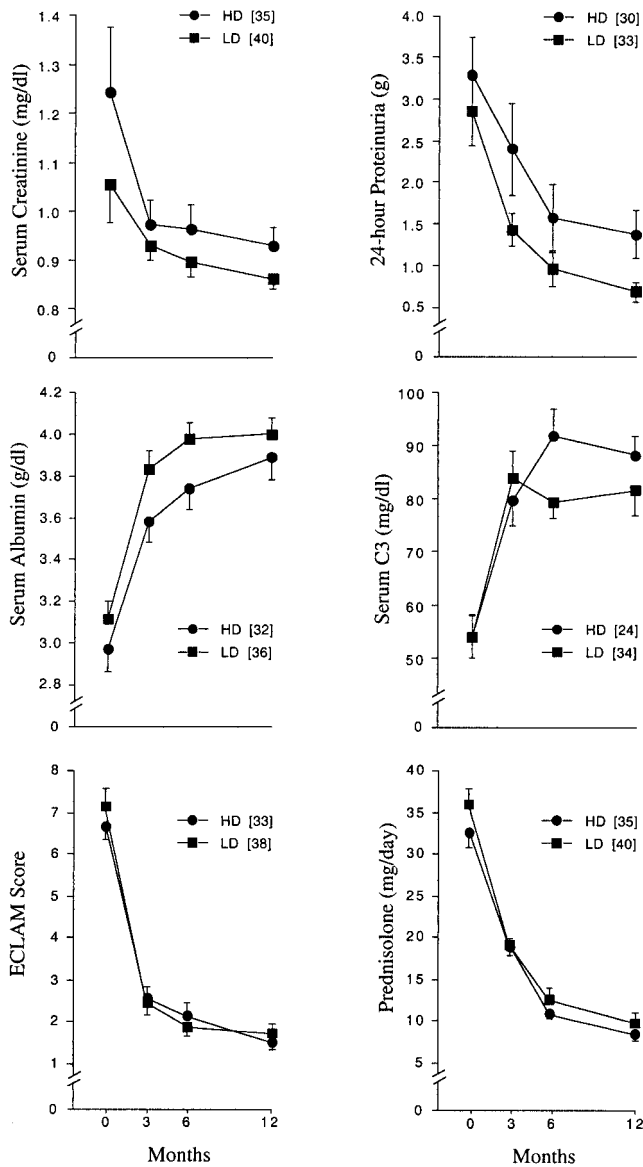 HD [35]
LD [40]
Serum Creatinine (mg/dl)
1.4
1.3
1.2
1.1
1.0
0.9
0.8
0
HD [30]
LD [33]
24-hour Proteinuria (g)
4.0
3.5
3.0
2.5
2.0
1.5
1.0
0.5
0
Serum Albumin (g/dl)
4.2
4.0
3.8
3.6
3.4
3.2
3.0
2.8
0
HD [32]
LD [36]
Serum C3 (mg/dl)
100
90
80
70
60
50
0
HD [24]
LD [34]
ECLAM Score
8
7
6
5
4
3
2
1
0
HD [33]
LD [38]
0
3
6
12
Months
Prednisolone (mg/day)
40
35
30
25
20
15
10
5
0
HD [35]
LD [40]
0
3
6
12
Months